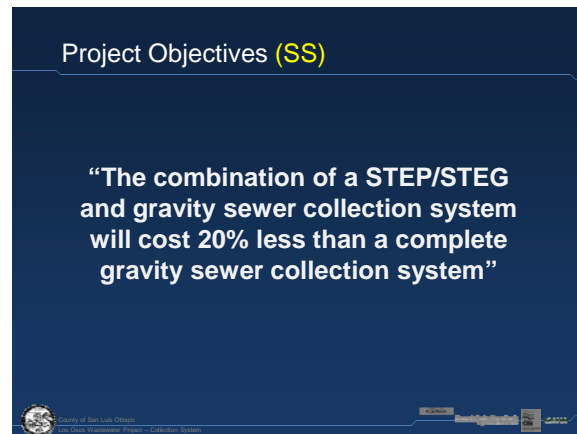 Project Objectives (SS)
“The combination of a STEP/STEG
and gravity sewer collection system
will cost 20% less than a complete
gravity sewer collection system”
County of San Luis Obispo
Los Osos Wastewater Project – Collection System